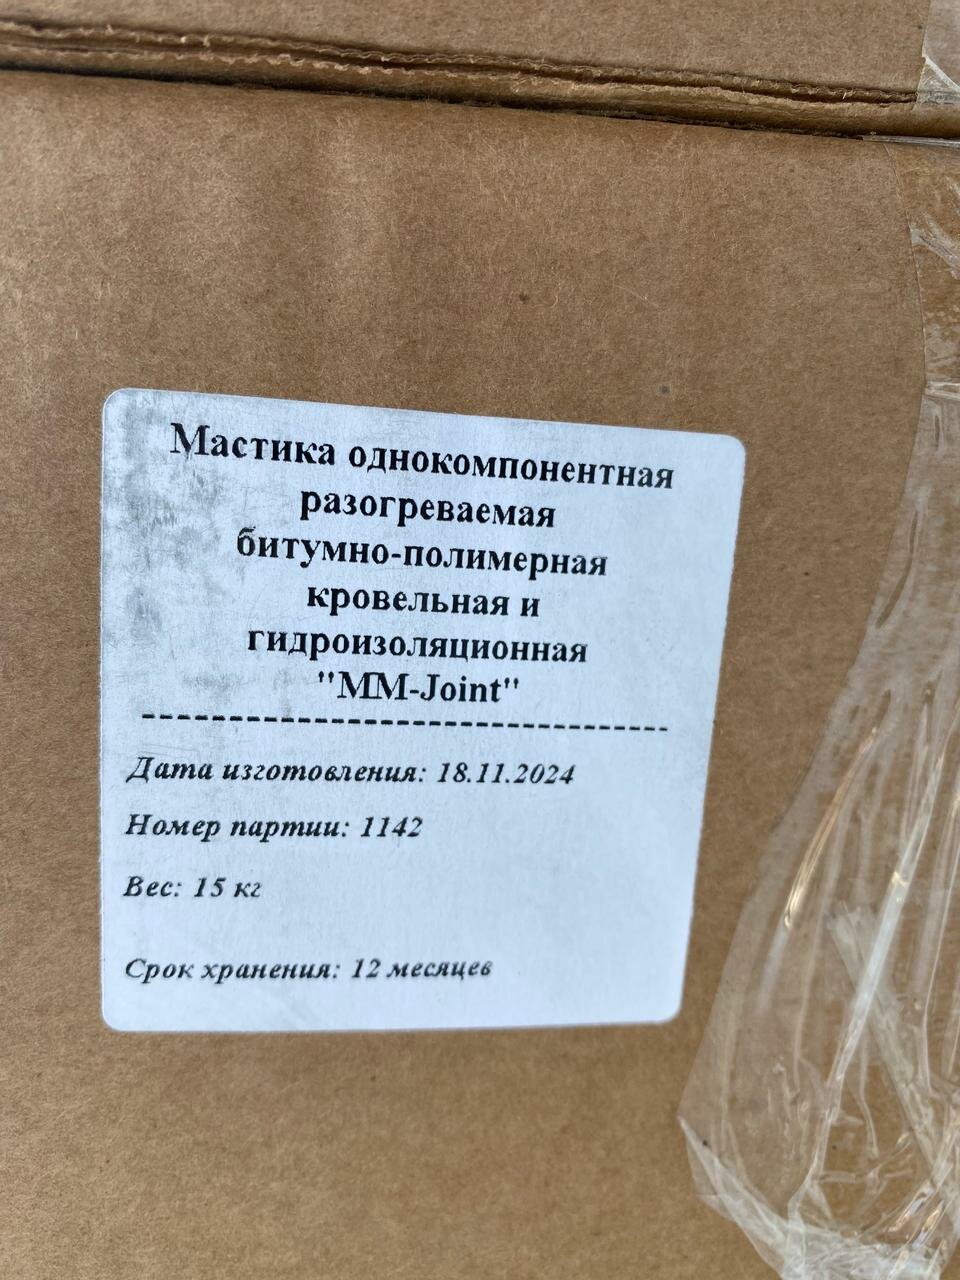 Мастика однокомпонентная
разогреваемая
битумно-полимерная
кровельная и
гидроизоляционная
"MM-Joint"
--------------------------------
Дата изготовления: 18.11.2024
Номер партии: 1142
Вес: 15 кг
Срок хранения: 12 месяцев